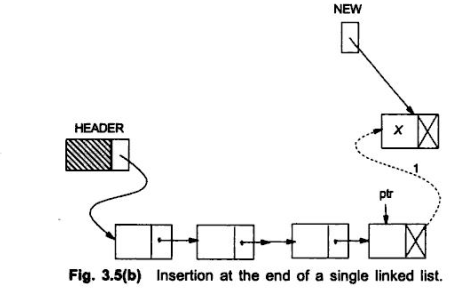 NEW
X
HEADER
1
ptr
Fig. 3.5(b) Insertion at the end of a single linked list.